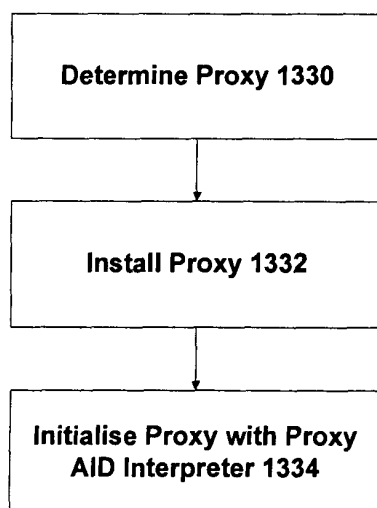 Determine Proxy 1330
Install Proxy 1332
Initialise Proxy with Proxy
AID Interpreter 1334